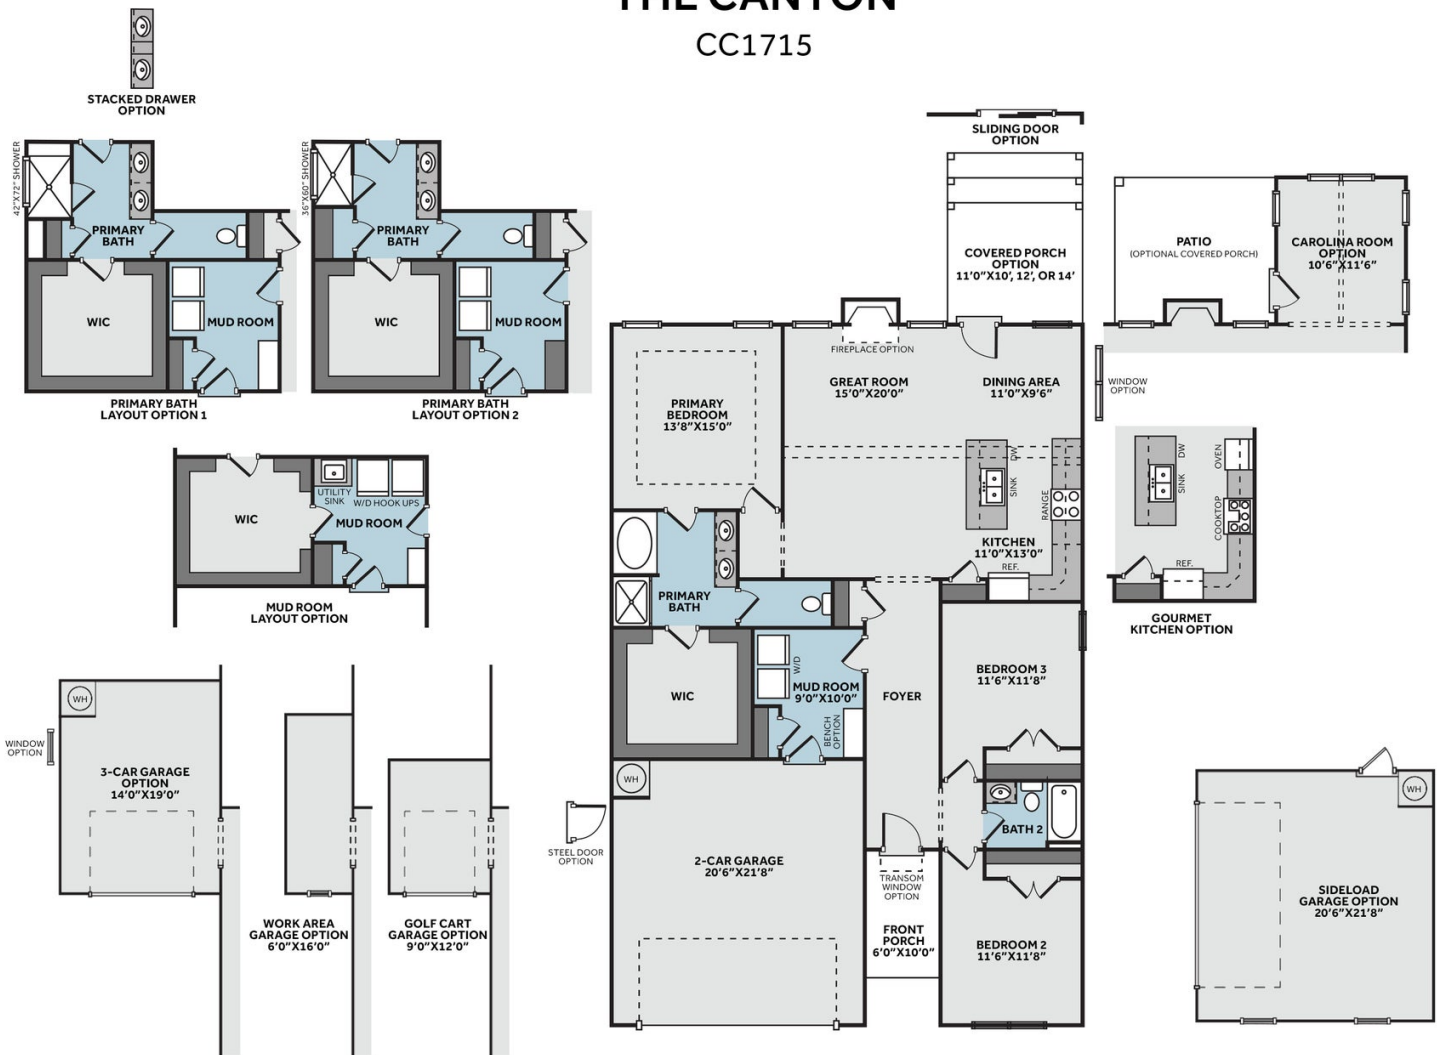 THE CANTON
CC1715
STACKED DRAWER
OPTION
42"X72" SHOWER
PRIMARY
BATH
WIC
MUD ROOM
PRIMARY BATH
LAYOUT OPTION 1
36"X60" SHOWER
PRIMARY
BATH
WIC
MUD ROOM
PRIMARY BATH
LAYOUT OPTION 2
WIC
UTILITY
SINK
W/D HOOK UPS
MUD ROOM
MUD ROOM
LAYOUT OPTION
SLIDING DOOR
OPTION
COVERED PORCH
OPTION
11'0"X10', 12', OR 14'
PATIO
(OPTIONAL COVERED PORCH)
CAROLINA ROOM
OPTION
10'6"X11'6"
WINDOW
OPTION
FIREPLACE OPTION
PRIMARY
BEDROOM
13'8"X15'0"
GREAT ROOM
15'0"X20'0"
DINING AREA
11'0"X9'6"
DW
SINK
RANGE
KITCHEN
11'0"X13'0"
REF.
DW
SINK
OVEN
COOKTOP
REF.
GOURMET
KITCHEN OPTION
PRIMARY
BATH
WIC
W/D
MUD ROOM
9'0"X10'0"
BENCH
OPTION
FOYER
BEDROOM 3
11'6"X11'8"
WH
BATH 2
2-CAR GARAGE
20'6"X21'8"
TRANSOM
WINDOW
OPTION
FRONT
PORCH
6'0"X10'0"
BEDROOM 2
11'6"X11'8"
STEEL DOOR
OPTION
WH
WINDOW
OPTION
3-CAR GARAGE
OPTION
14'0"X19'0"
WORK AREA
GARAGE OPTION
6'0"X16'0"
GOLF CART
GARAGE OPTION
9'0"X12'0"
WH
SIDELOAD
GARAGE OPTION
20'6"X21'8"